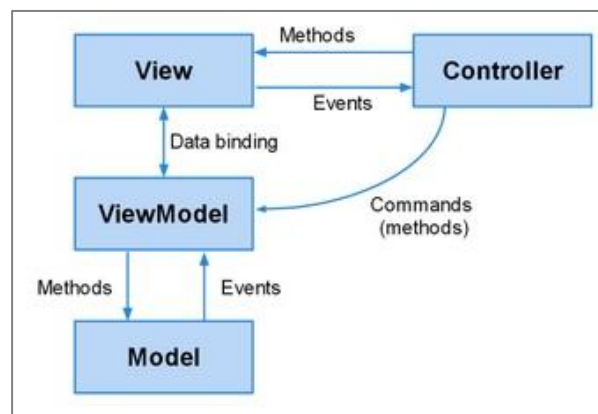 Methods
View
Controller
Events
Data binding
ViewModel
Commands
(methods)
Methods
Events
Model